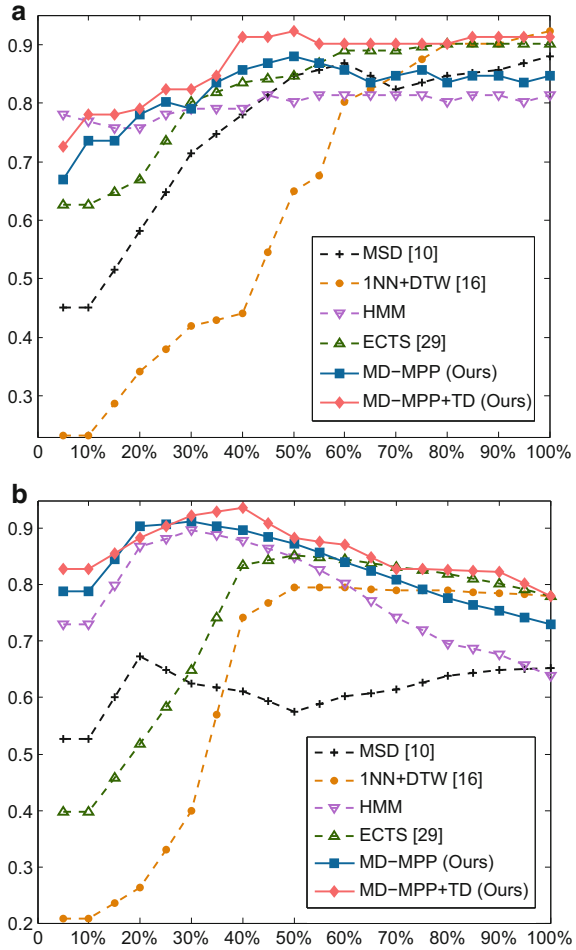 a
0.9
0.8
0.7
0.6
0.5
0.4
0.3
MSD [10]
1NN+DTW [16]
HMM
ECTS [29]
MD−MPP (Ours)
MD−MPP+TD (Ours)
0 10% 20% 30% 40% 50% 60% 70% 80% 90% 100%
b
0.9
0.8
0.7
0.6
0.5
0.4
0.3
0.2
MSD [10]
1NN+DTW [16]
HMM
ECTS [29]
MD−MPP (Ours)
MD−MPP+TD (Ours)
0 10% 20% 30% 40% 50% 60% 70% 80% 90% 100%